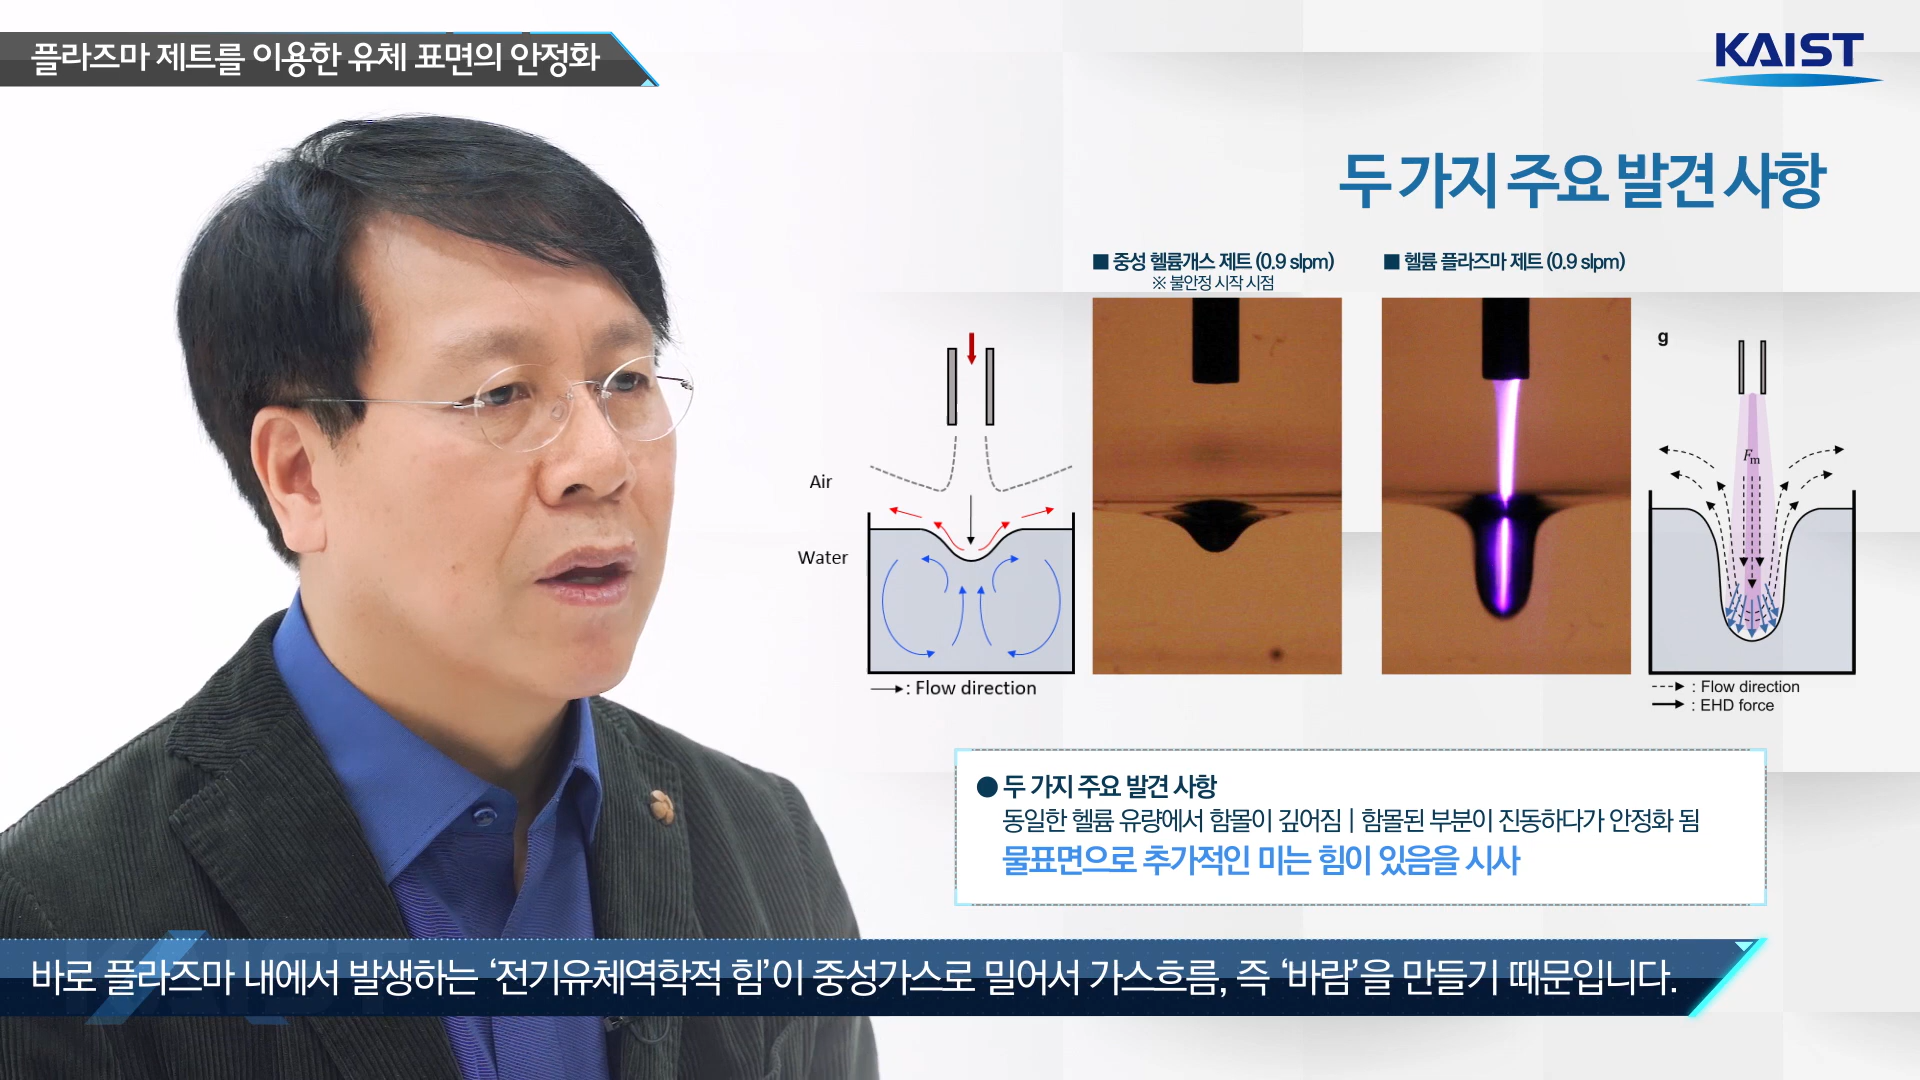 플라즈마 제트를 이용한 유체 표면의 안정화
KAIST
두 가지 주요 발견 사항
■ 중성 헬륨개스 제트 (0.9 slpm)
※ 불안정 시작 시점
■ 헬륨 플라즈마 제트 (0.9 slpm)
g
Fm
Air
Water
: Flow direction
: Flow direction
: EHD force
● 두 가지 주요 발견 사항
동일한 헬륨 유량에서 함몰이 깊어짐 | 함몰된 부분이 진동하다가 안정화 됨
물표면으로 추가적인 미는 힘이 있음을 시사
바로 플라즈마 내에서 발생하는 ‘전기유체역학적 힘’이 중성가스로 밀어서 가스흐름, 즉 ‘바람’을 만들기 때문입니다.